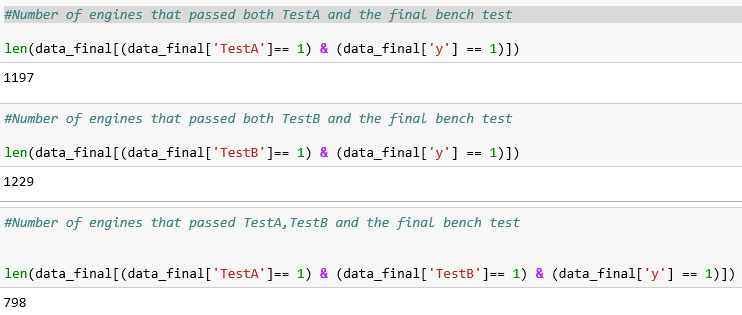 #Number of engines that passed both TestA and the final bench test
len(data_final[(data_final['TestA']== 1) & (data_final['y'] == 1)])
1197
#Number of engines that passed both TestB and the final bench test
len(data_final[(data_final['TestB']== 1) & (data_final['y'] == 1)])
1229
#Number of engines that passed TestA,TestB and the final bench test
len(data_final[(data_final['TestA']== 1) & (data_final['TestB']== 1) & (data_final['y'] == 1)])
798